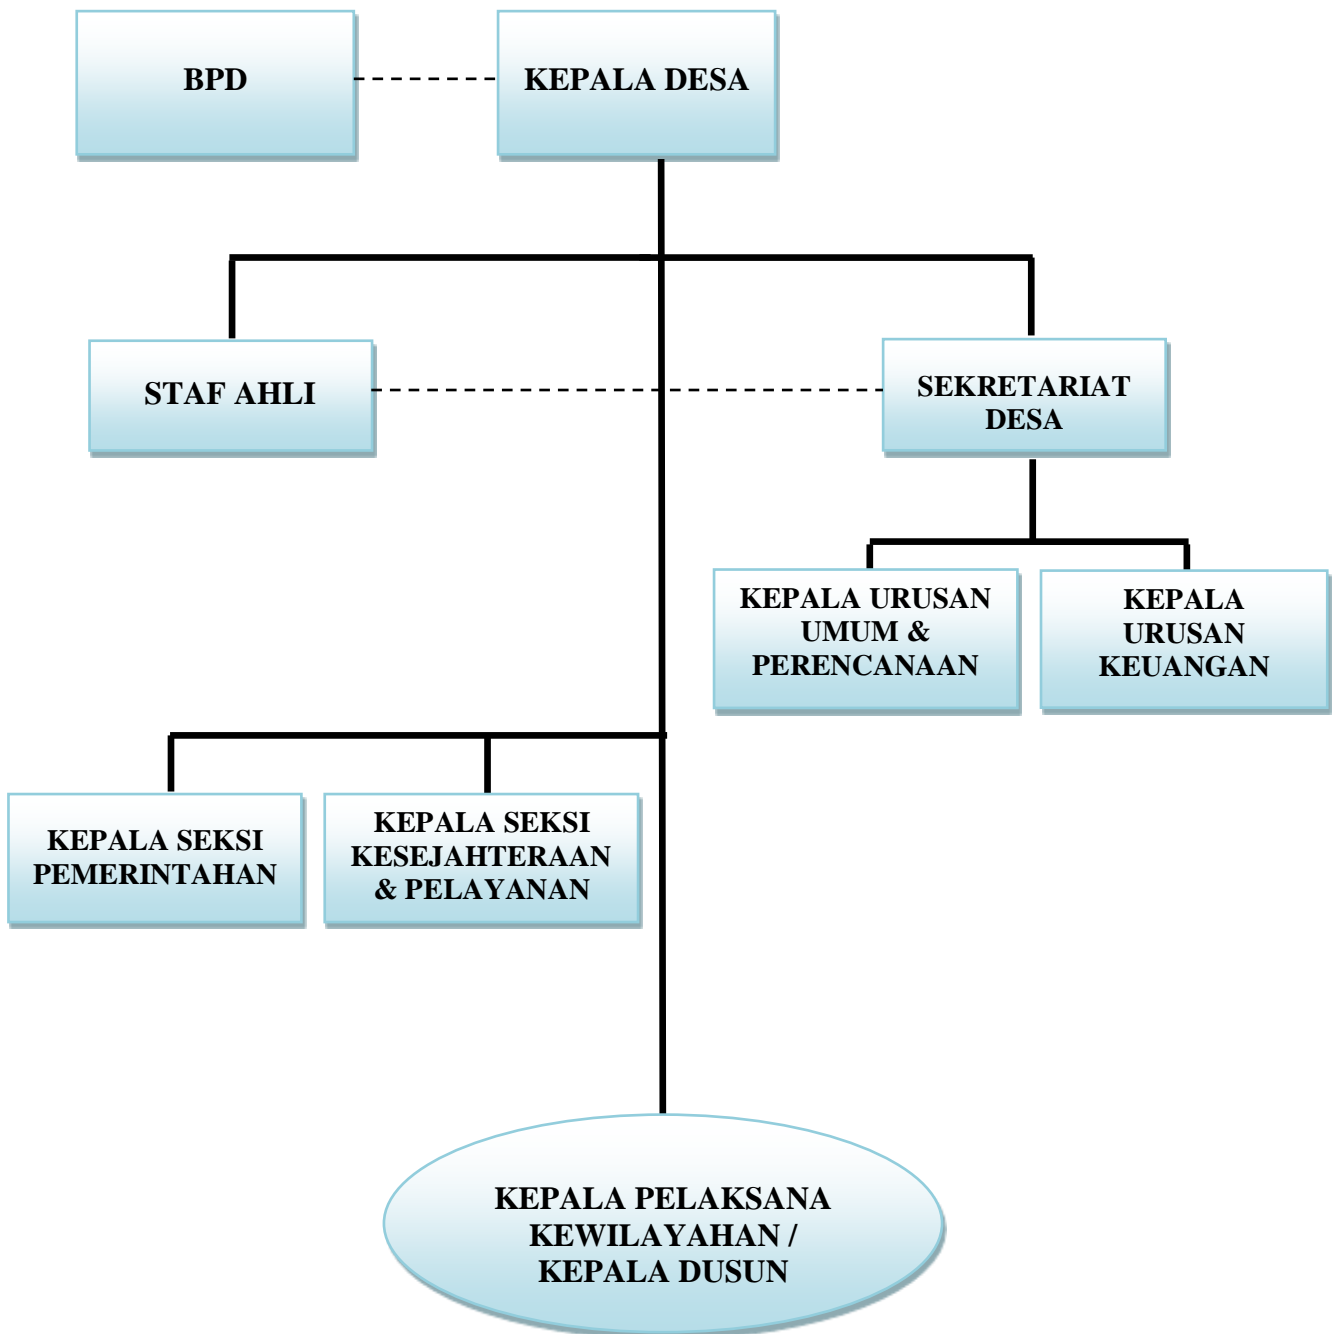 BPD
KEPALA DESA
STAF AHLI
SEKRETARIAT
DESA
KEPALA URUSAN
UMUM &
PERENCANAAN
KEPALA
URUSAN
KEUANGAN
KEPALA SEKSI
PEMERINTAHAN
KEPALA SEKSI
KESEJAHTERAAN
& PELAYANAN
KEPALA PELAKSANA
KEWILAYAHAN /
KEPALA DUSUN